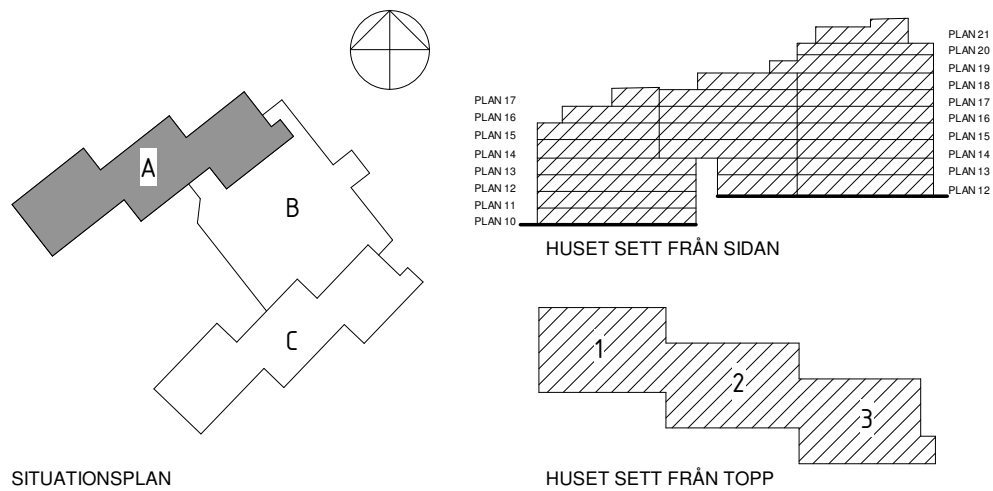 A
B
C
SITUATIONSPLAN
PLAN 17
PLAN 16
PLAN 15
PLAN 14
PLAN 13
PLAN 12
PLAN 11
PLAN 10
PLAN 21
PLAN 20
PLAN 19
PLAN 18
PLAN 17
PLAN 16
PLAN 15
PLAN 14
PLAN 13
PLAN 12
HUSET SETT FRÅN SIDAN
1
2
3
HUSET SETT FRÅN TOPP